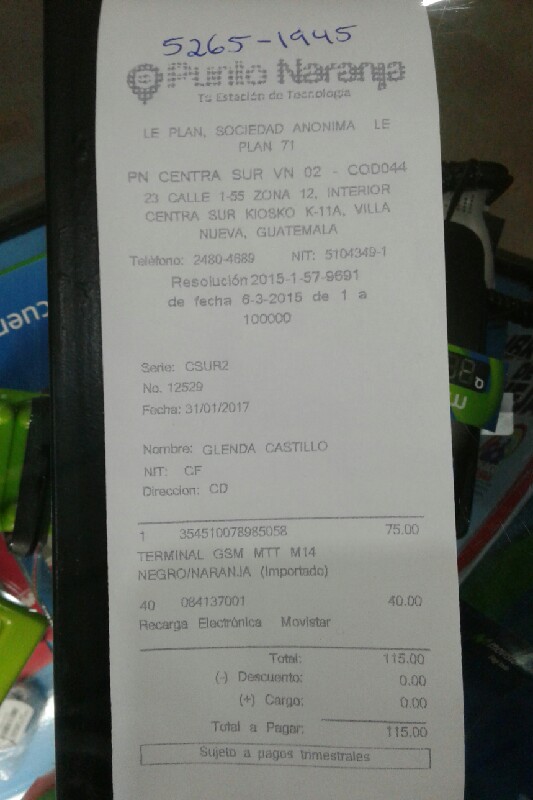 5265-1945
Punto Naranja
Tu Estación de Tecnología
LE PLAN, SOCIEDAD ANONIMA LE
PLAN 71
PN CENTRA SUR VN 02 - COD044
23 CALLE 1-55 ZONA 12, INTERIOR
CENTRA SUR KIOSKO K-11A, VILLA
NUEVA, GUATEMALA
Teléfono: 2480-4689 NIT: 5104349-1
Resolución 2015-1-57-9691
de fecha 6-3-2015 de 1 a
100000
Serie: CSUR2
No. 12529
Fecha: 31/01/2017
Nombre: GLENDA CASTILLO
NIT: CF
Direccion: CD
1 354510078985058 75.00
TERMINAL GSM MTT M14
NEGRO/NARANJA (Importado)
40 084137001 40.00
Recarga Electrónica Movistar
Total: 115.00
(-) Descuento: 0.00
(+) Cargo: 0.00
Total a Pagar: 115.00
Sujeto a pagos trimestrales